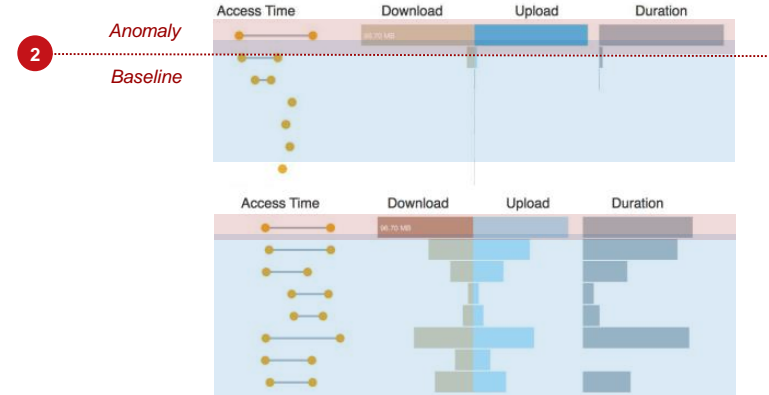 Access Time Download Upload Duration
Anomaly
2
Baseline
Access Time Download Upload Duration
96.70 MB